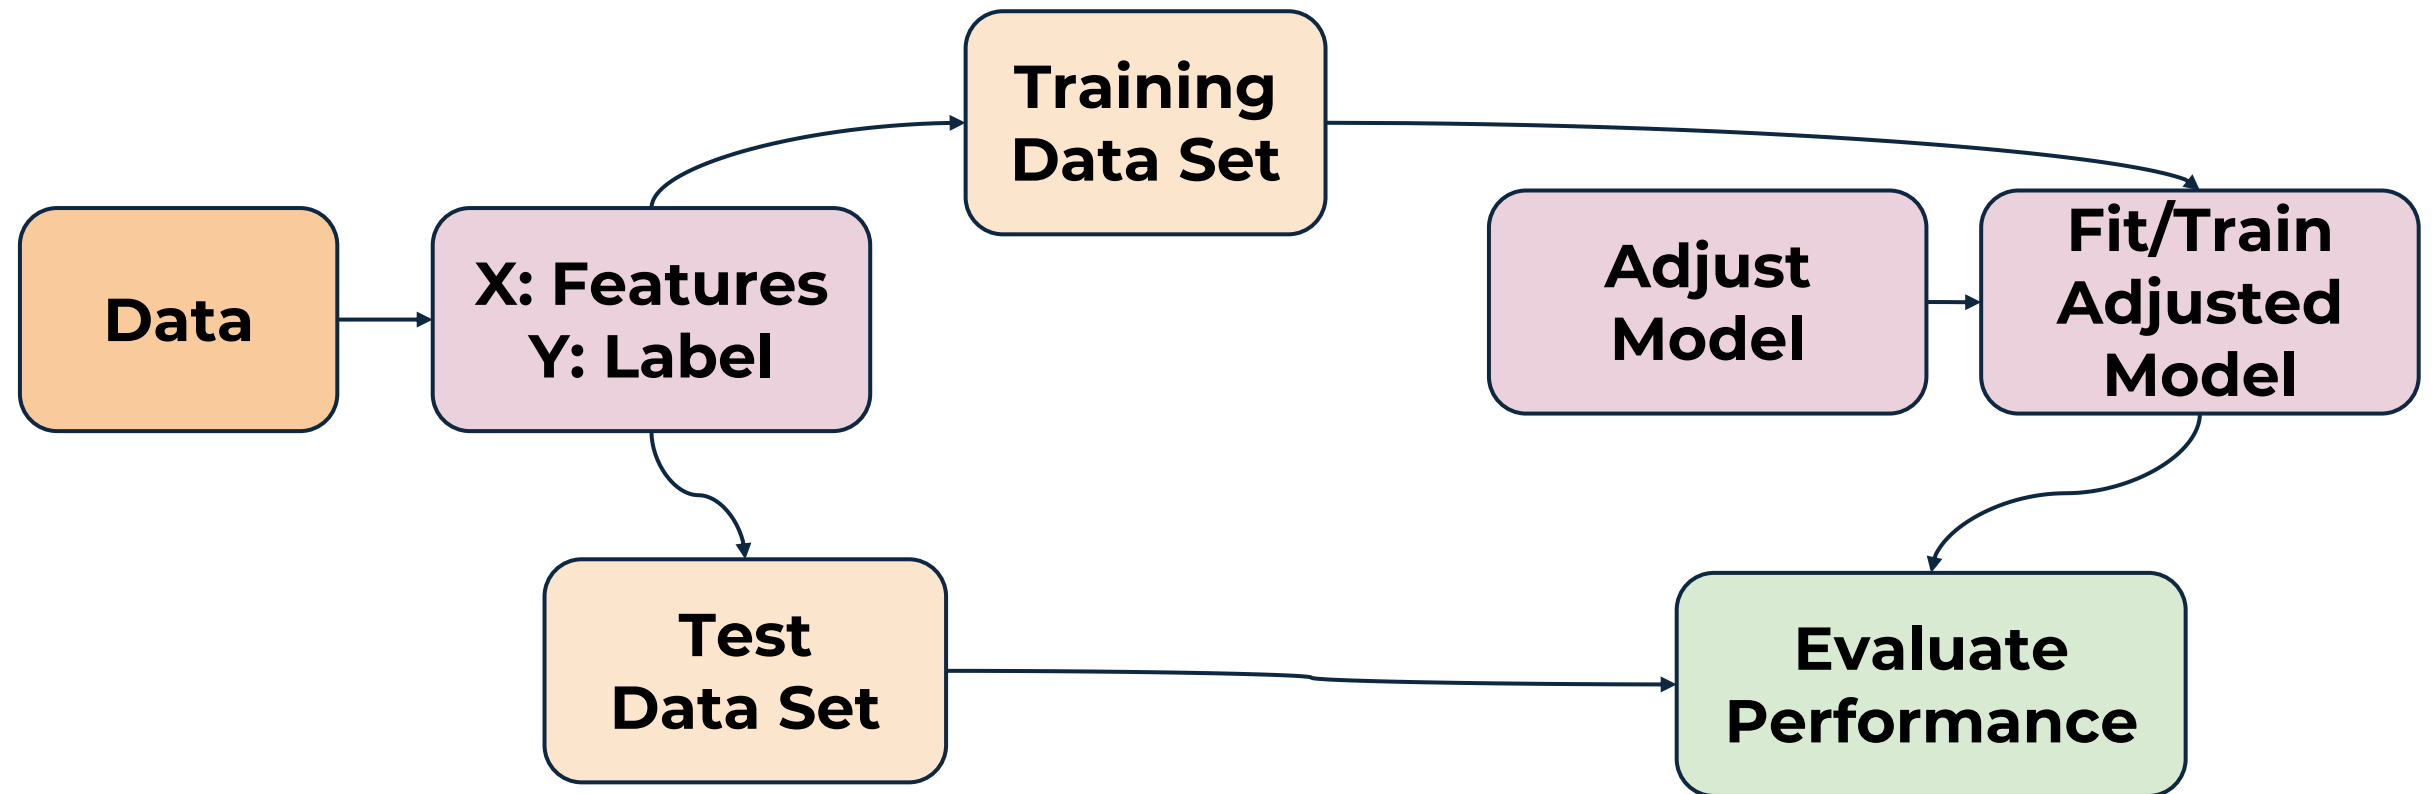 Data
X: Features
Y: Label
Training
Data Set
Test
Data Set
Adjust
Model
Fit/Train
Adjusted
Model
Evaluate
Performance